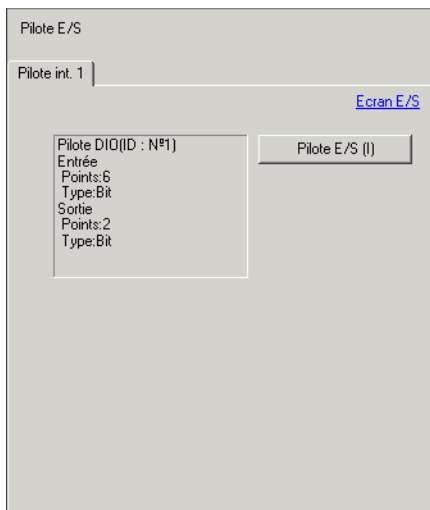 Pilote E/S
Pilote int. 1
Ecran E/S
Pilote DIO(ID : Nº1)
Entrée
Points:6
Type:Bit
Sortie
Points:2
Type:Bit
Pilote E/S (I)